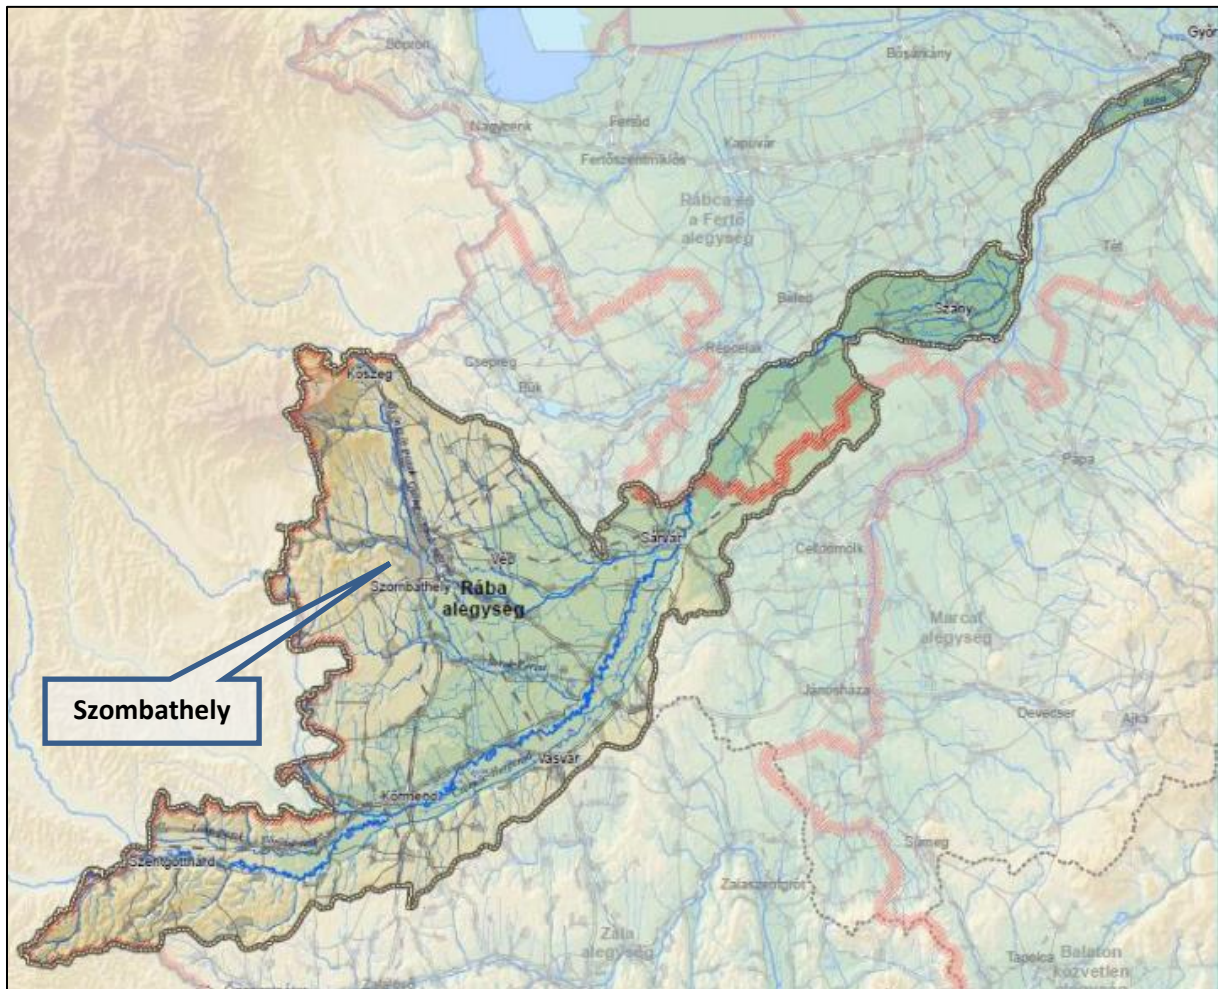 Győr
Sopron
Bősárkány
Rába
Nagycenk
Fertőd
Kapuvár
Fertőszentmiklós
Rábca és
a Fertő
alegység
Tét
Beled
Szany
Csepreg
Répcelak
Kőszeg
Bük
Pápa
Sárvár
Celldömölk
Vép
Szombathely
Rába
alegység
Marcal
alegység
Szombathely
Jánosháza
Devecser
Ajka
Vasvár
Körmend
Szentgotthárd
Sümeg
Zalaszentgrót
Zala
alegység
Tapolca
Balaton
közvetlen